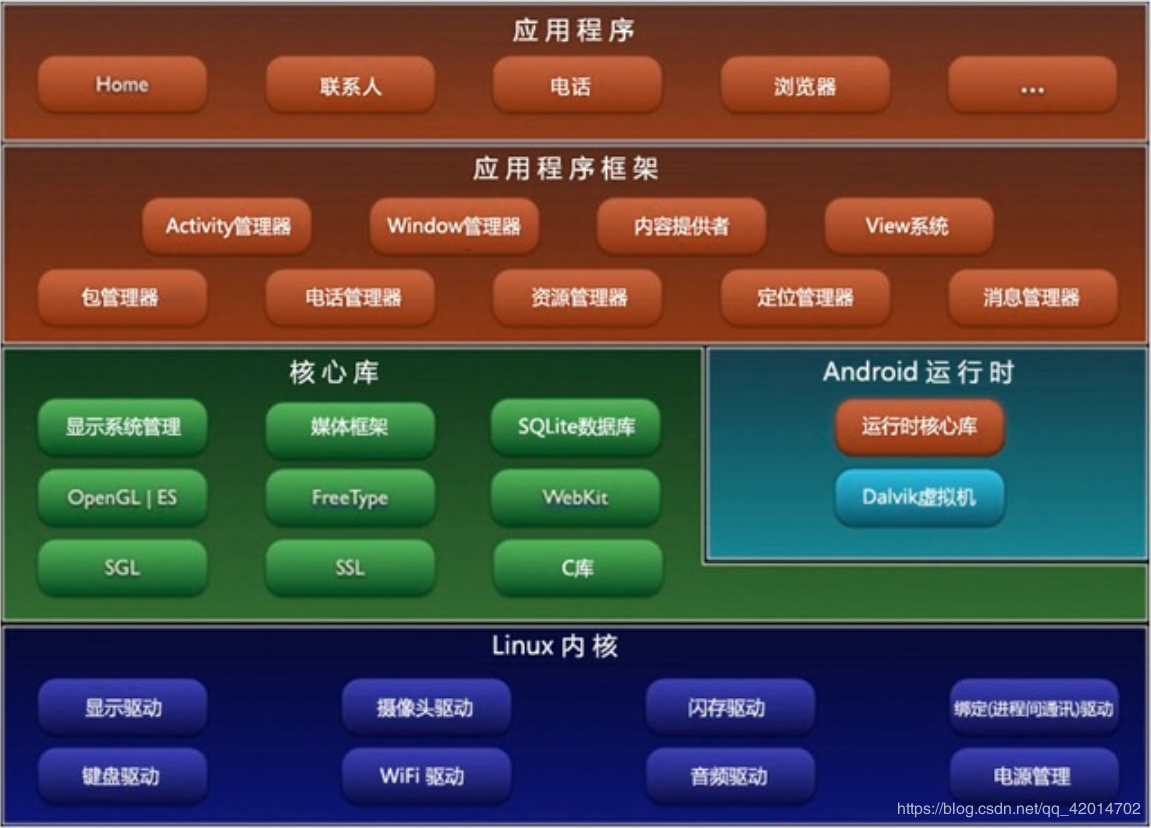 应用程序
Home 联系人 电话 浏览器 ...
应用程序框架
Activity管理器 Window管理器 内容提供者 View系统
包管理器 电话管理器 资源管理器 定位管理器 消息管理器
核心库
显示系统管理 媒体框架 SQLite数据库
OpenGL | ES FreeType WebKit
SGL SSL C库
Android 运行时
运行时核心库
Dalvik虚拟机
Linux 内核
显示驱动 摄像头驱动 闪存驱动 绑定(进程间通讯)驱动
键盘驱动 WiFi 驱动 音频驱动 电源管理
https://blog.csdn.net/qq_42014702